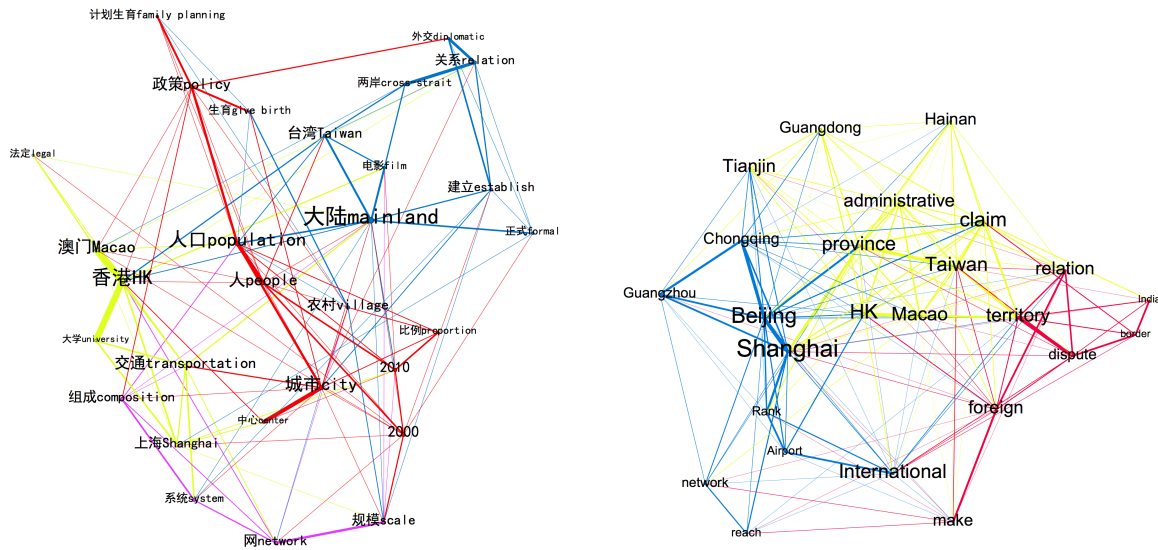 计划生育family planning
外交diplomatic
关系relation
政策policy
两岸cross-strait
生育give birth
台湾Taiwan
法定legal
电影film
建立establish
大陆mainland
正式formal
澳门Macao
人口population
香港HK
人people
农村village
比例proportion
大学university
交通transportation
2010
城市city
组成composition
中心center
2000
上海Shanghai
系统system
规模scale
网network
Hainan
Guangdong
Tianjin
administrative
claim
Chongqing
province
Taiwan
relation
Guangzhou
India
Beijing
HK
Macao
territory
border
Shanghai
dispute
Rank
foreign
Airport
International
network
make
reach